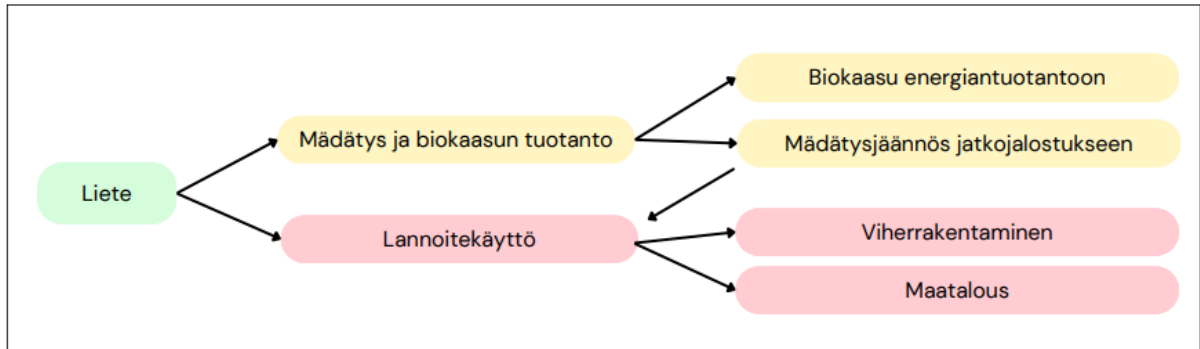 Liete
Mädätys ja biokaasun tuotanto
Lannoitekäyttö
Biokaasu energiantuotantoon
Mädätysjäännös jatkojalostukseen
Viherrakentaminen
Maatalous